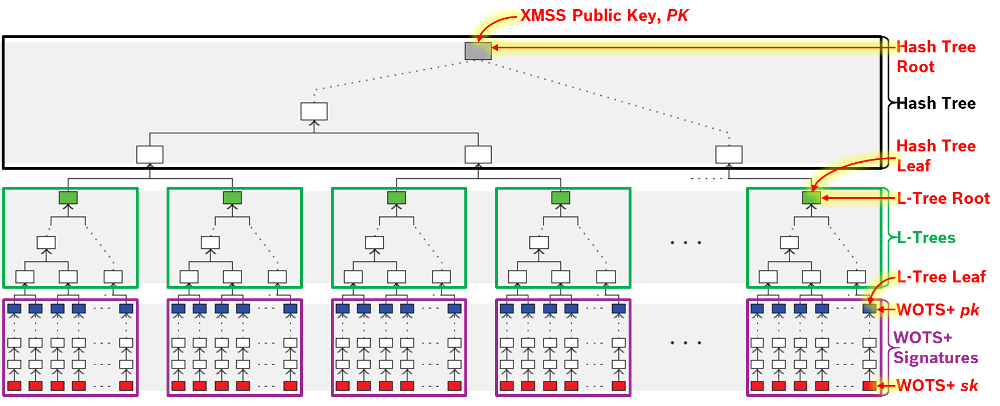 XMSS Public Key, PK
Hash Tree
Root
Hash Tree
Hash Tree
Leaf
L-Tree Root
L-Trees
L-Tree Leaf
WOTS+ pk
WOTS+
Signatures
WOTS+ sk